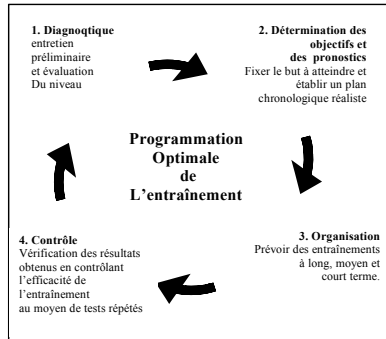 1. Diagnoqtique
entretien
préliminaire
et évaluation
Du niveau
2. Détermination des
objectifs et
des pronostics
Fixer le but à atteindre et
établir un plan
chronologique réaliste
Programmation
Optimale
de
L'entraînement
4. Contrôle
Vérification des résultats
obtenus en contrôlant
l'efficacité de
l'entraînement
au moyen de tests répétés
3. Organisation
Prévoir des entraînements
à long, moyen et
court terme.